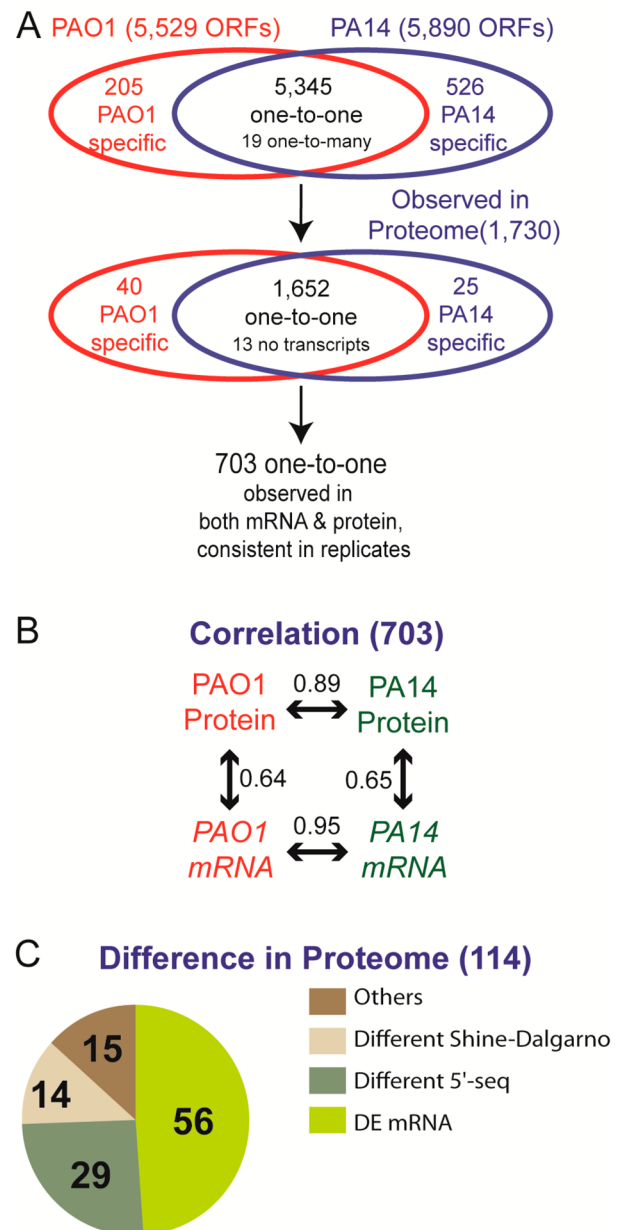 A
PAO1 (5,529 ORFs) PA14 (5,890 ORFs)
205
PAO1
specific
5,345
one-to-one
19 one-to-many
526
PA14
specific
Observed in
Proteome(1,730)
40
PAO1
specific
1,652
one-to-one
13 no transcripts
25
PA14
specific
703 one-to-one
observed in
both mRNA & protein,
consistent in replicates
B
Correlation (703)
PAO1
Protein
0.89
PA14
Protein
0.64
0.65
PAO1
mRNA
0.95
PA14
mRNA
C
Difference in Proteome (114)
15
14
29
56
Others
Different Shine-Dalgarno
Different 5'-seq
DE mRNA